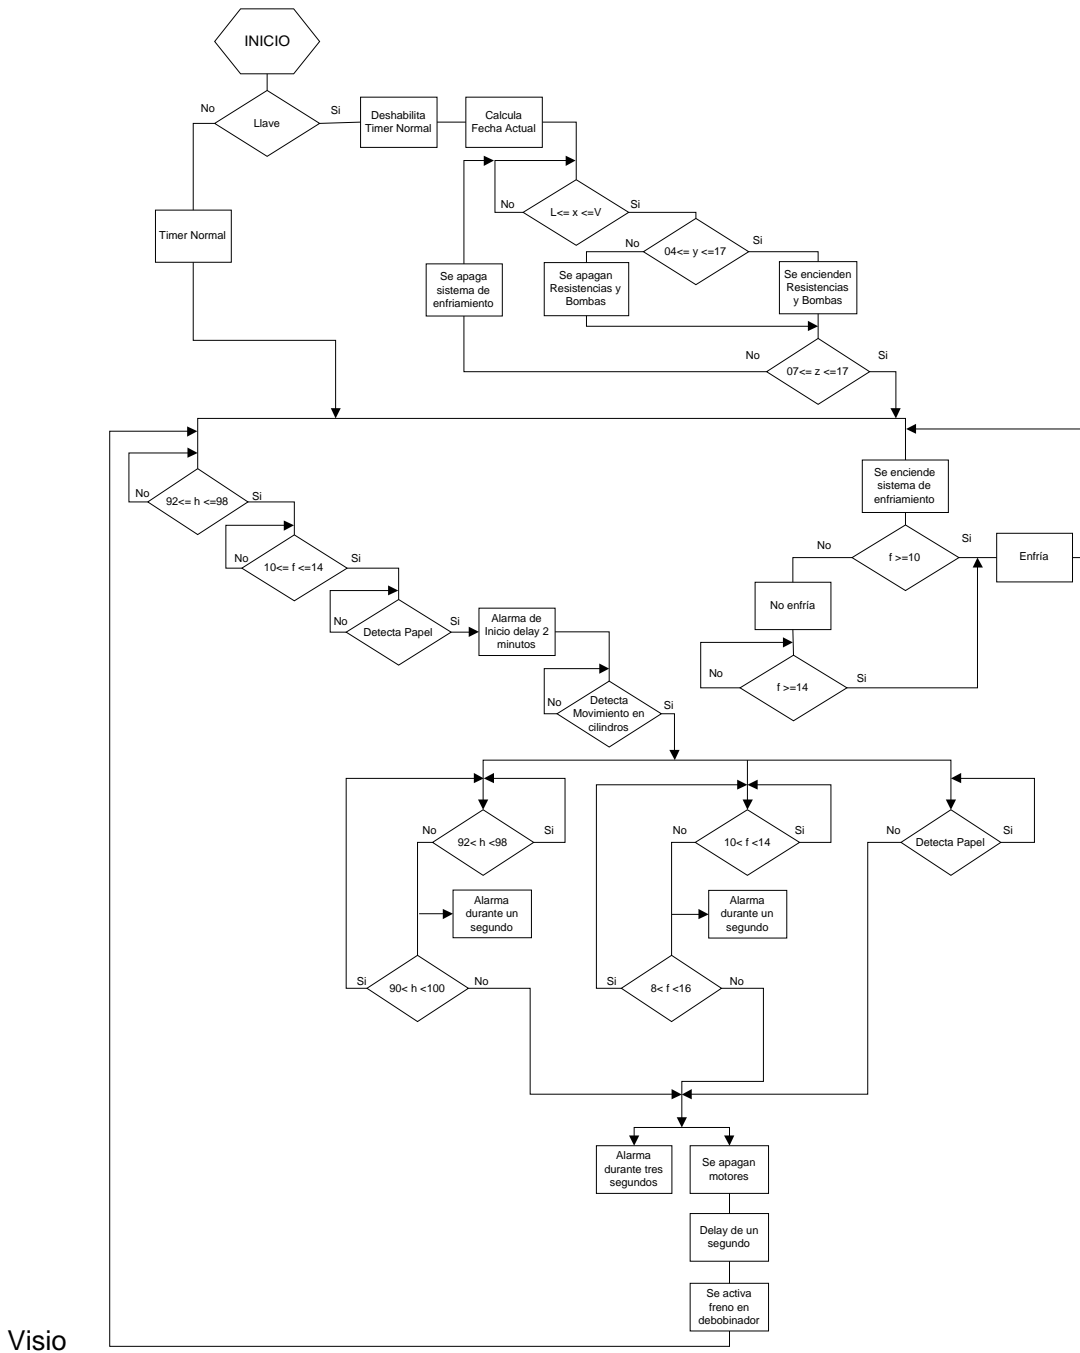 INICIO
No
Llave
Si
Deshabilita
Timer Normal
Calcula
Fecha Actual
Timer Normal
No
L<= x <=V
Si
No
04<= y <=17
Si
Se apaga
sistema de
enfriamiento
Se apagan
Resistencias y
Bombas
Se encienden
Resistencias
y Bombas
No
07<= z <=17
Si
No
92<= h <=98
Si
No
10<= f <=14
Si
No
Detecta Papel
Si
Alarma de
Inicio delay 2
minutos
No
Detecta
Movimiento en
cilindros
Si
Se enciende
sistema de
enfriamiento
No
f >=10
Si
Enfría
No enfría
No
f >=14
Si
No
92< h <98
Si
Alarma
durante un
segundo
Si
90< h <100
No
No
10< f <14
Si
Alarma
durante un
segundo
Si
8< f <16
No
No
Detecta Papel
Si
Alarma
durante tres
segundos
Se apagan
motores
Delay de un
segundo
Se activa
freno en
debobinador
Visio